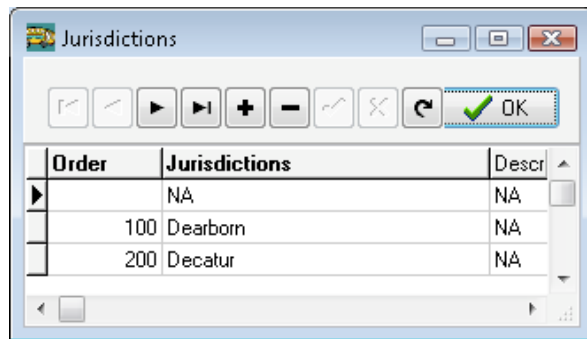 Jurisdictions
OK
Order Jurisdictions Descr
NA NA
100 Dearborn NA
200 Decatur NA